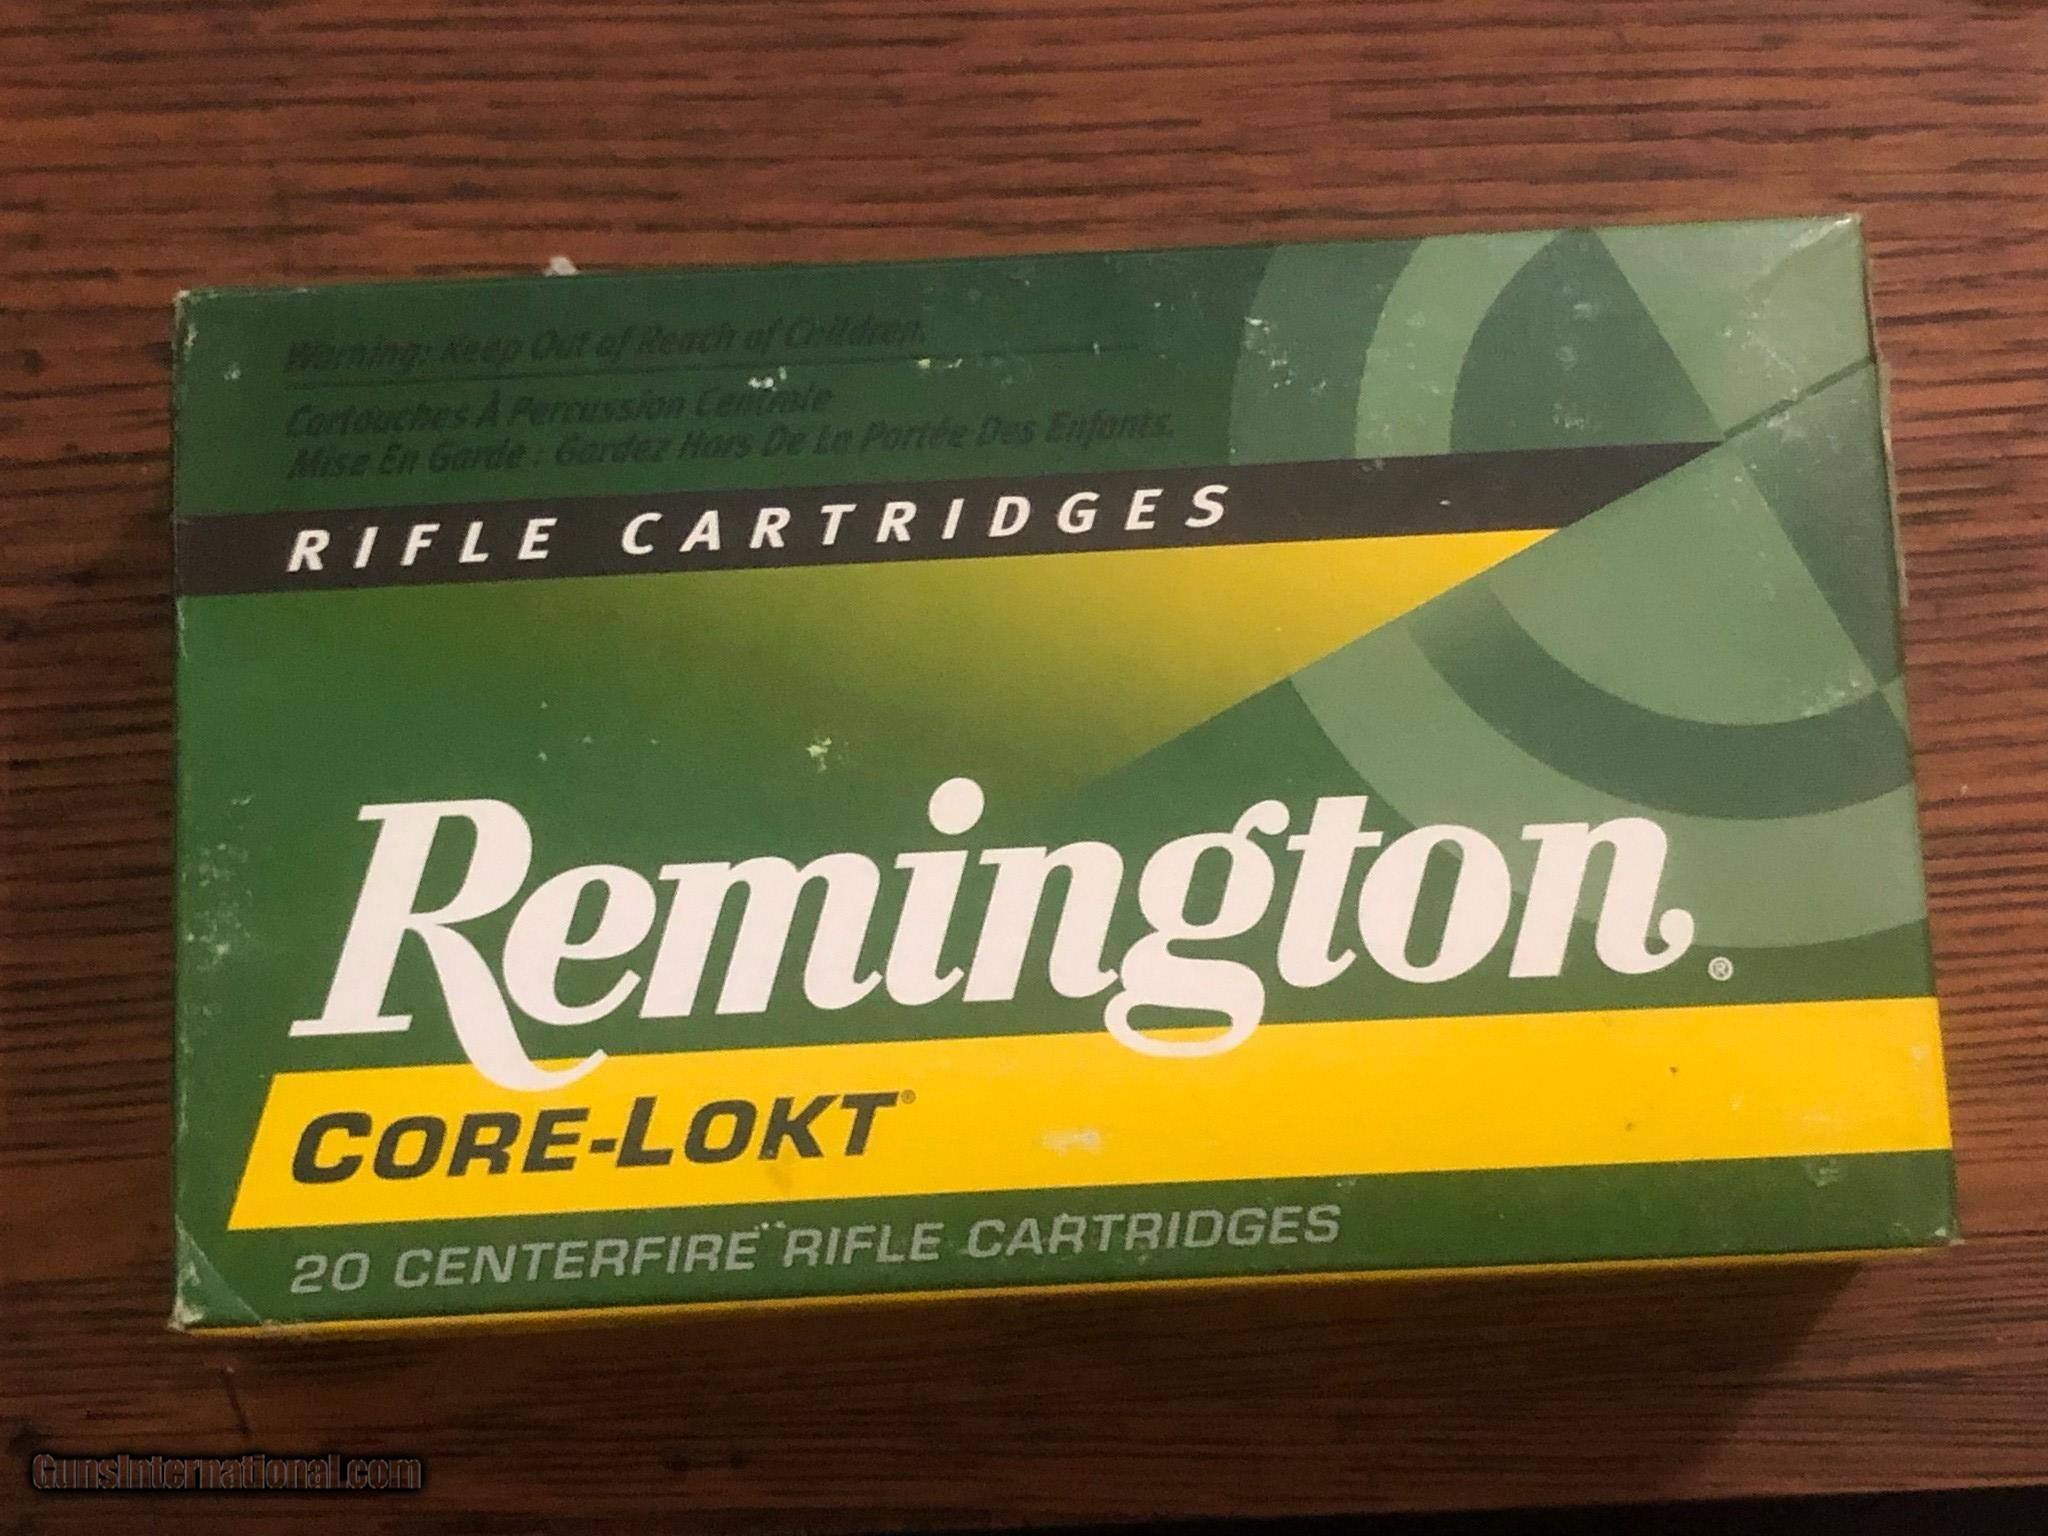 Warning: Keep Out of Reach of Children.
Cartouches À Percussion Centrale
Mise En Garde : Gardez Hors De La Portée Des Enfants.
RIFLE CARTRIDGES
Remington®
CORE-LOKT®
20 CENTERFIRE RIFLE CARTRIDGES
GunsInternational.com